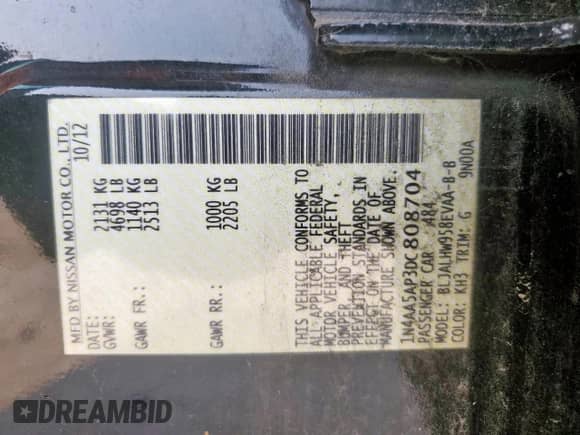 MFD BY NISSAN MOTOR CO., LTD.
DATE: 10/12
GVWR: 2131 KG
4698 LB
GAWR FR.: 1140 KG
2513 LB
GAWR RR.: 1000 KG
2205 LB
THIS VEHICLE CONFORMS TO
ALL APPLICABLE FEDERAL
MOTOR VEHICLE SAFETY,
BUMPER, AND THEFT
PREVENTION STANDARDS IN
EFFECT ON THE DATE OF
MANUFACTURE SHOWN ABOVE.
1N4AA5AP3DC808704
PASSENGER CAR 484
MODEL: BLJALHW958EVAA-B-B
COLOR: KH3 TRIM: G 9N00A
DREAMBID